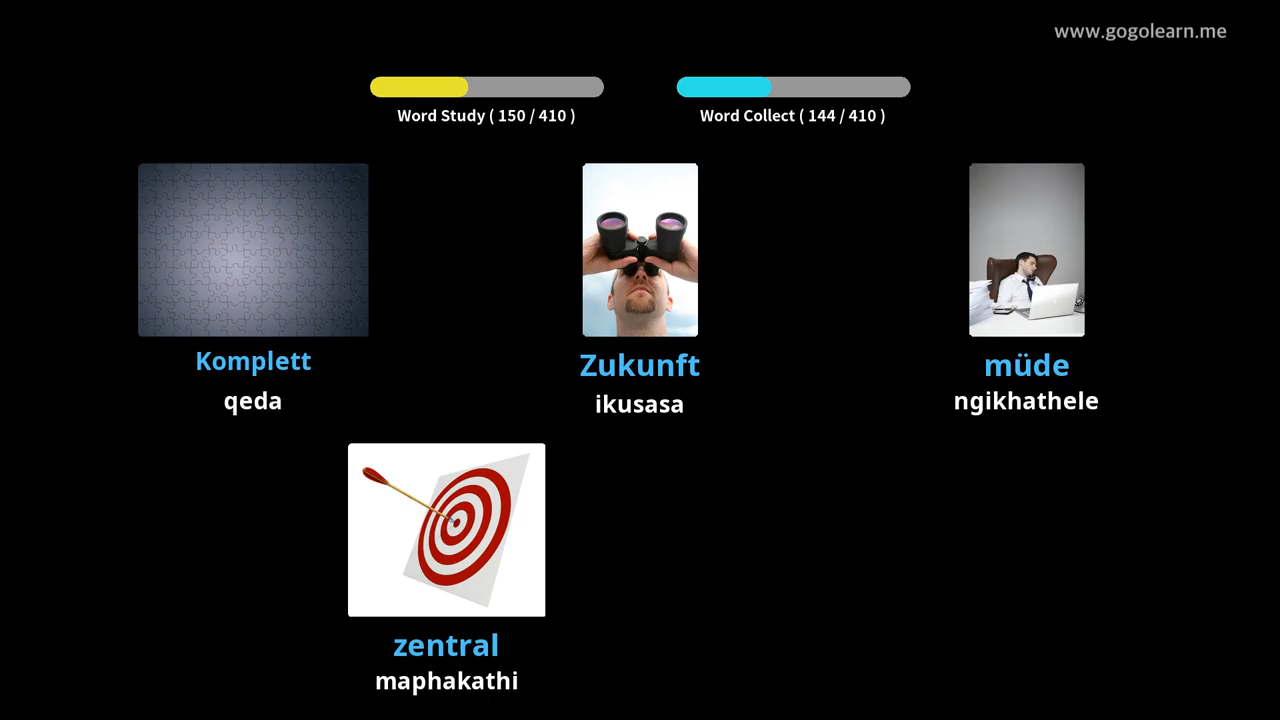 www.gogolearn.me
Word Study ( 150 / 410 )
Word Collect ( 144 / 410 )
Komplett
qeda
Zukunft
ikusasa
müde
ngikhathele
zentral
maphakathi